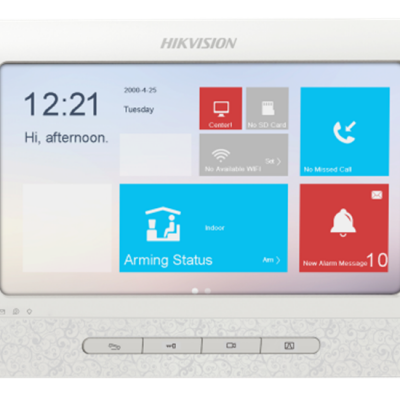 HIKVISION
12:21
2000-4-25
Tuesday
Hi, afternoon.
Center1
No SD Card
No Available WIFI
Set >
No Missed Call
Indoor
Arming Status
Arm >
New Alarm Message 10